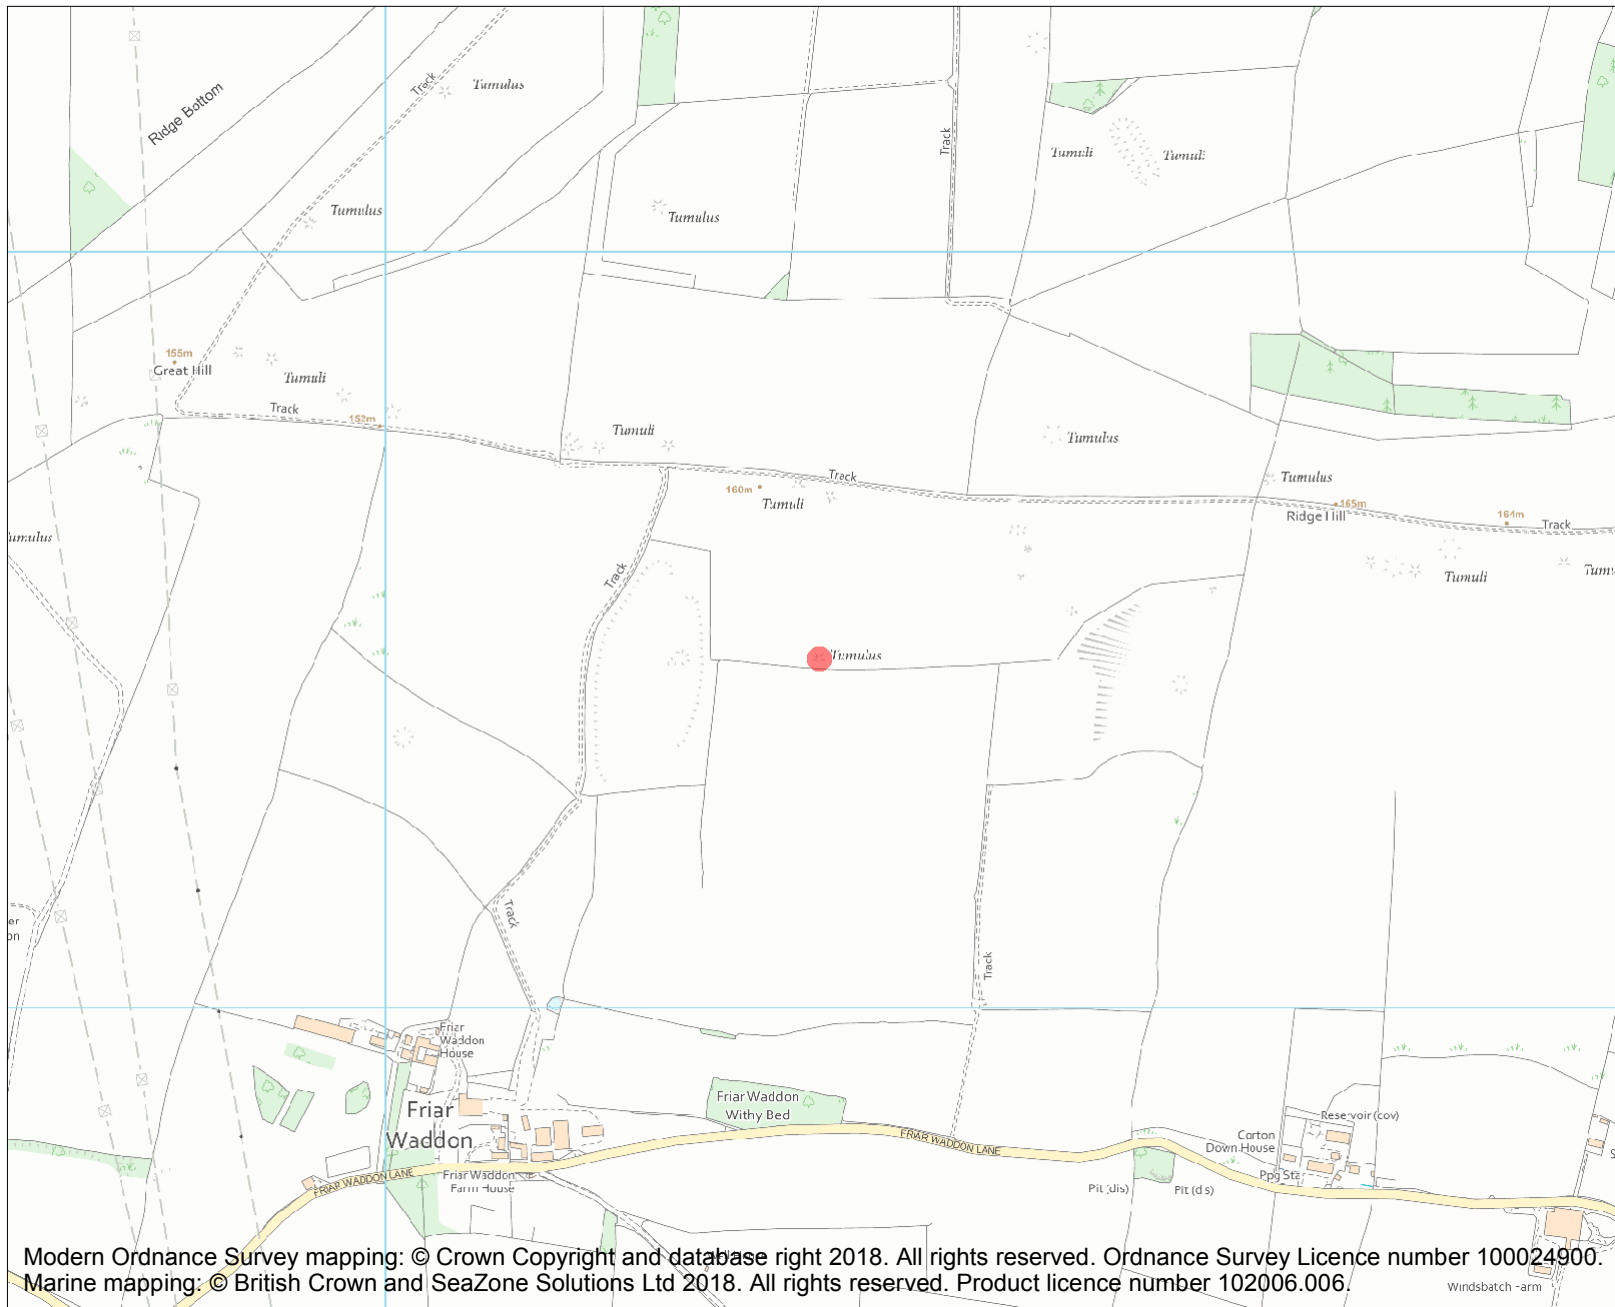 Ridge Bottom
Track
Tumulus
Track
Tumuli
Tumuli
Tumulus
Tumulus
155m
Great Hill
Tumuli
Track
152m
Tumuli
Tumulus
Track
160m
Tumuli
Tumulus
165m
Ridge Hill
164m
Track
Tumuli
Track
Tumulus
Track
Track
Friar
Waddon
House
Friar
Waddon
Friar Waddon
Withy Bed
FRIAR WADDON LANE
Reservoir (cov)
Corton
Down House
Ppg Sta
Pit (dis)
Pit (dis)
FRIAR WADDON LANE
Friar Waddon
Farm House
Modern Ordnance Survey mapping: © Crown Copyright and database right 2018. All rights reserved. Ordnance Survey Licence number 100024900.
Marine mapping: © British Crown and SeaZone Solutions Ltd 2018. All rights reserved. Product licence number 102006.006.